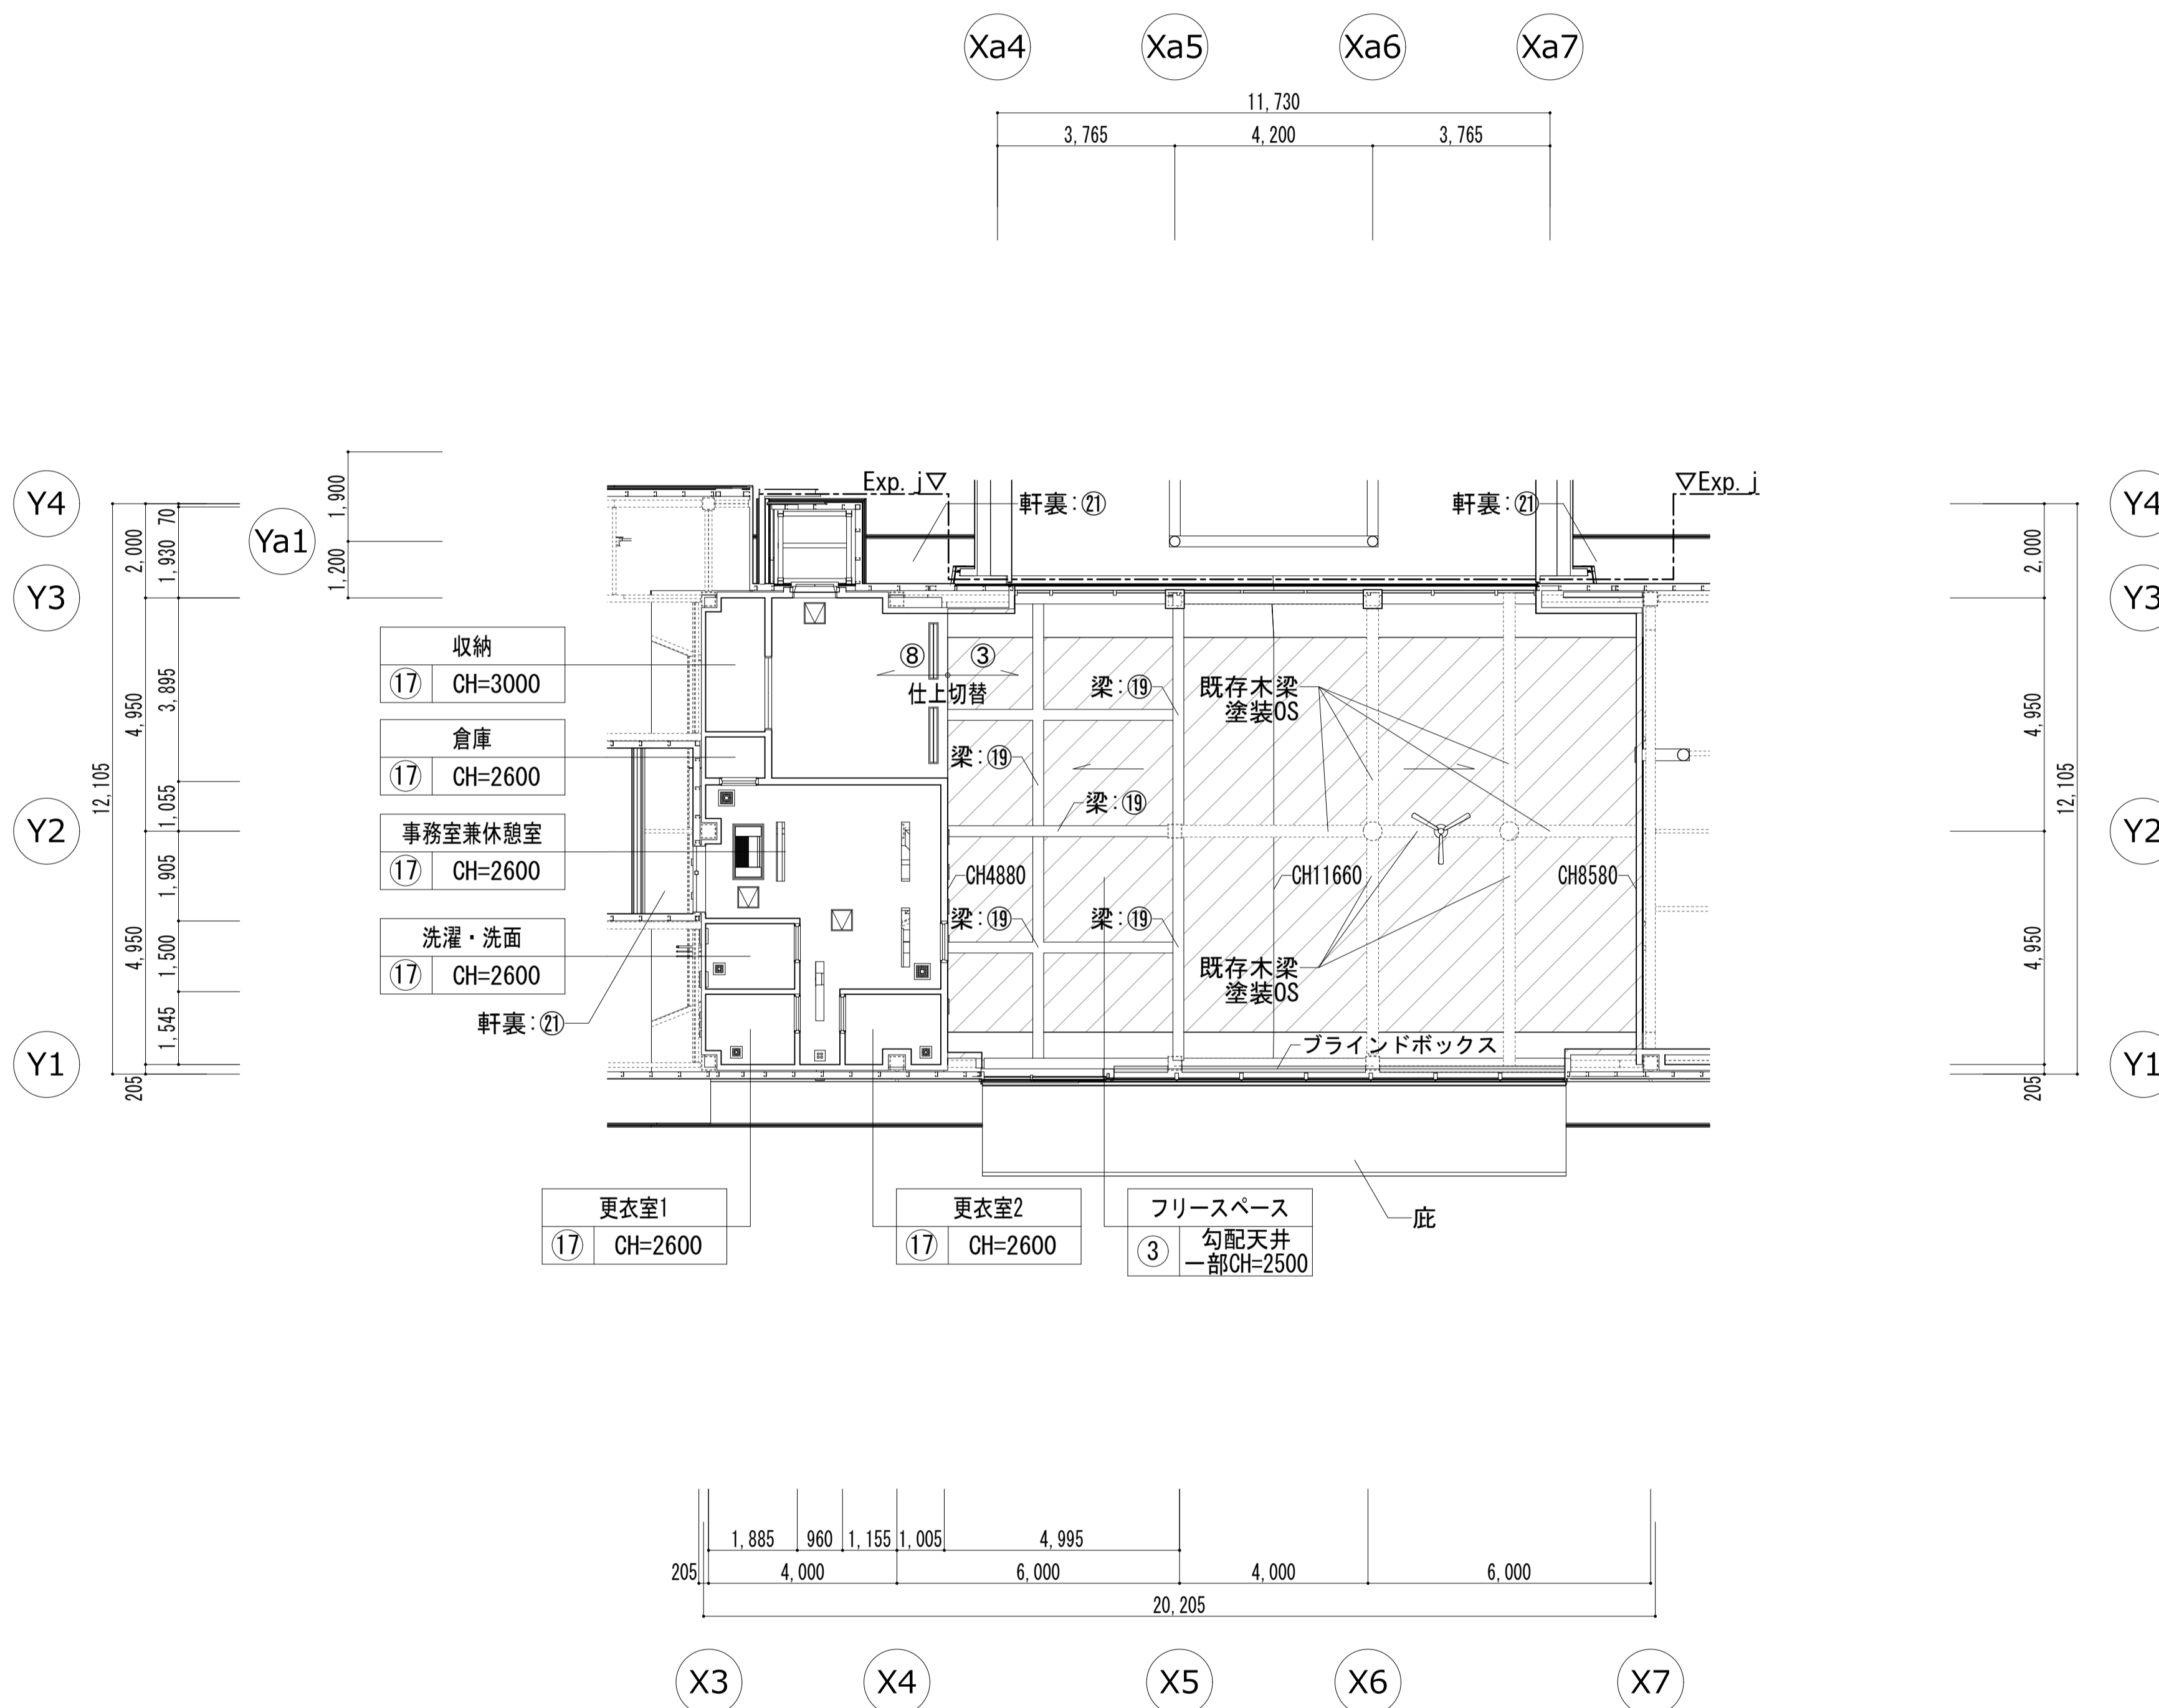 Xa4 Xa5 Xa6 Xa7
11,730
3,765 4,200 3,765
Y4
Ya1
Y3
Y2
Y1
12,105
2,000
4,950
4,950
205
70
1,930
3,895
1,055
1,905
1,500
1,545
1,900
1,200
Exp. j▽
軒裏:㉑
軒裏:㉑
▽Exp. j
収納
⑰ CH=3000
倉庫
⑰ CH=2600
事務室兼休憩室
⑰ CH=2600
洗濯・洗面
⑰ CH=2600
軒裏:㉑
⑧ ③
仕上切替
梁:⑲
梁:⑲
梁:⑲
既存木梁
塗装OS
CH4880
CH11660
CH8580
梁:⑲
梁:⑲
既存木梁
塗装OS
ブラインドボックス
更衣室1
⑰ CH=2600
更衣室2
⑰ CH=2600
フリースペース
③ 勾配天井
一部CH=2500
庇
Y4
Y3
Y2
Y1
2,000
4,950
4,950
205
12,105
1,885 960 1,155 1,005 4,995
205 4,000 6,000 4,000 6,000
20,205
X3 X4 X5 X6 X7